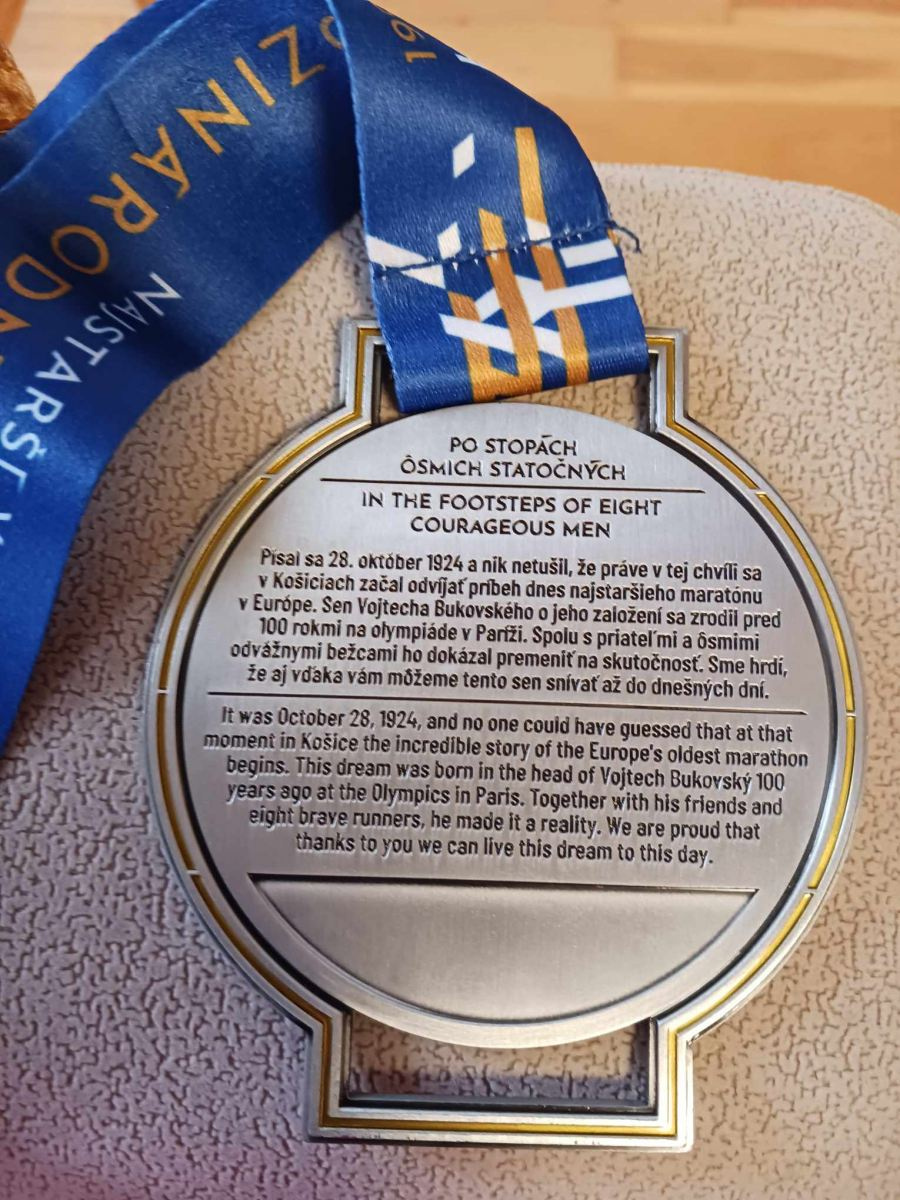 191
DZINÁROD
NAJSTARŠÍ
PO STOPÁCH
ÔSMICH STATOČNÝCH
IN THE FOOTSTEPS OF EIGHT
COURAGEOUS MEN
Písal sa 28. október 1924 a nik netušil, že práve v tej chvíli sa
v Košiciach začal odvíjať príbeh dnes najstaršieho maratónu
v Európe. Sen Vojtecha Bukovského o jeho založení sa zrodil pred
100 rokmi na olympiáde v Paríži. Spolu s priateľmi a ôsmimi
odvážnymi bežcami ho dokázal premeniť na skutočnosť. Sme hrdí,
že aj vďaka vám môžeme tento sen snívať až do dnešných dní.
It was October 28, 1924, and no one could have guessed that at that
moment in Košice the incredible story of the Europe's oldest marathon
begins. This dream was born in the head of Vojtech Bukovský 100
years ago at the Olympics in Paris. Together with his friends and
eight brave runners, he made it a reality. We are proud that
thanks to you we can live this dream to this day.